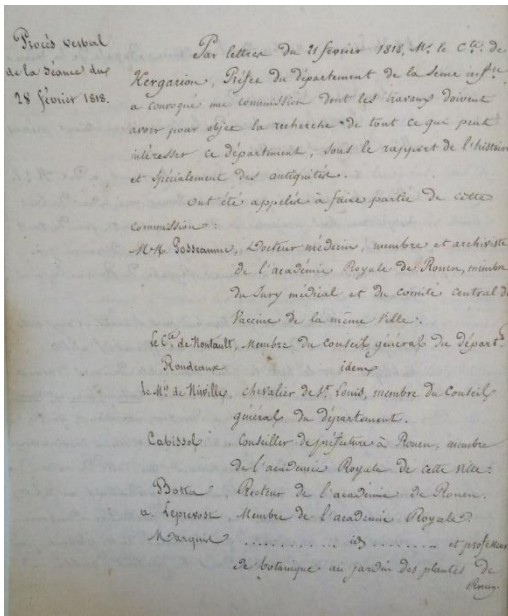 Procès verbal
de la séance du
28 février 1818.
Par lettres du 21 février 1818, Mr. le Cte. de
Kergariou, Préfet du département de la Seine infre.
a convoqué une commission dont les travaux doivent
avoir pour objet la recherche de tout ce qui peut
intéresser ce département, sous le rapport de l'histoire
et spécialement des antiquités.
Ont été appelés à faire partie de cette
commission :
MM. Gosseaume, Docteur médecin, membre et archiviste
de l'académie Royale de Rouen, membre
du Jury médical et du comité central de
Vaccine de la même ville.
le Cte de Montault, Membre du conseil général du départt.
Rondeaux idem
le Mis. de Nüville, chevalier de St. Louis, membre du Conseil
général du département.
Cabissol Conseiller de préfecture à Rouen, membre
de l'académie Royale de cette ville.
Botta Recteur de l'académie de Rouen.
a. Leprevost, Membre de l'académie Royale.
Marquis .......... id ........ et professeur
de botanique au jardin des plantes de
Rouen.